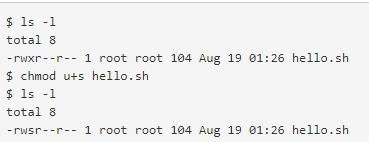 $ ls -l
total 8
-rwxr--r-- 1 root root 104 Aug 19 01:26 hello.sh
$ chmod u+s hello.sh
$ ls -l
total 8
-rwsr--r-- 1 root root 104 Aug 19 01:26 hello.sh